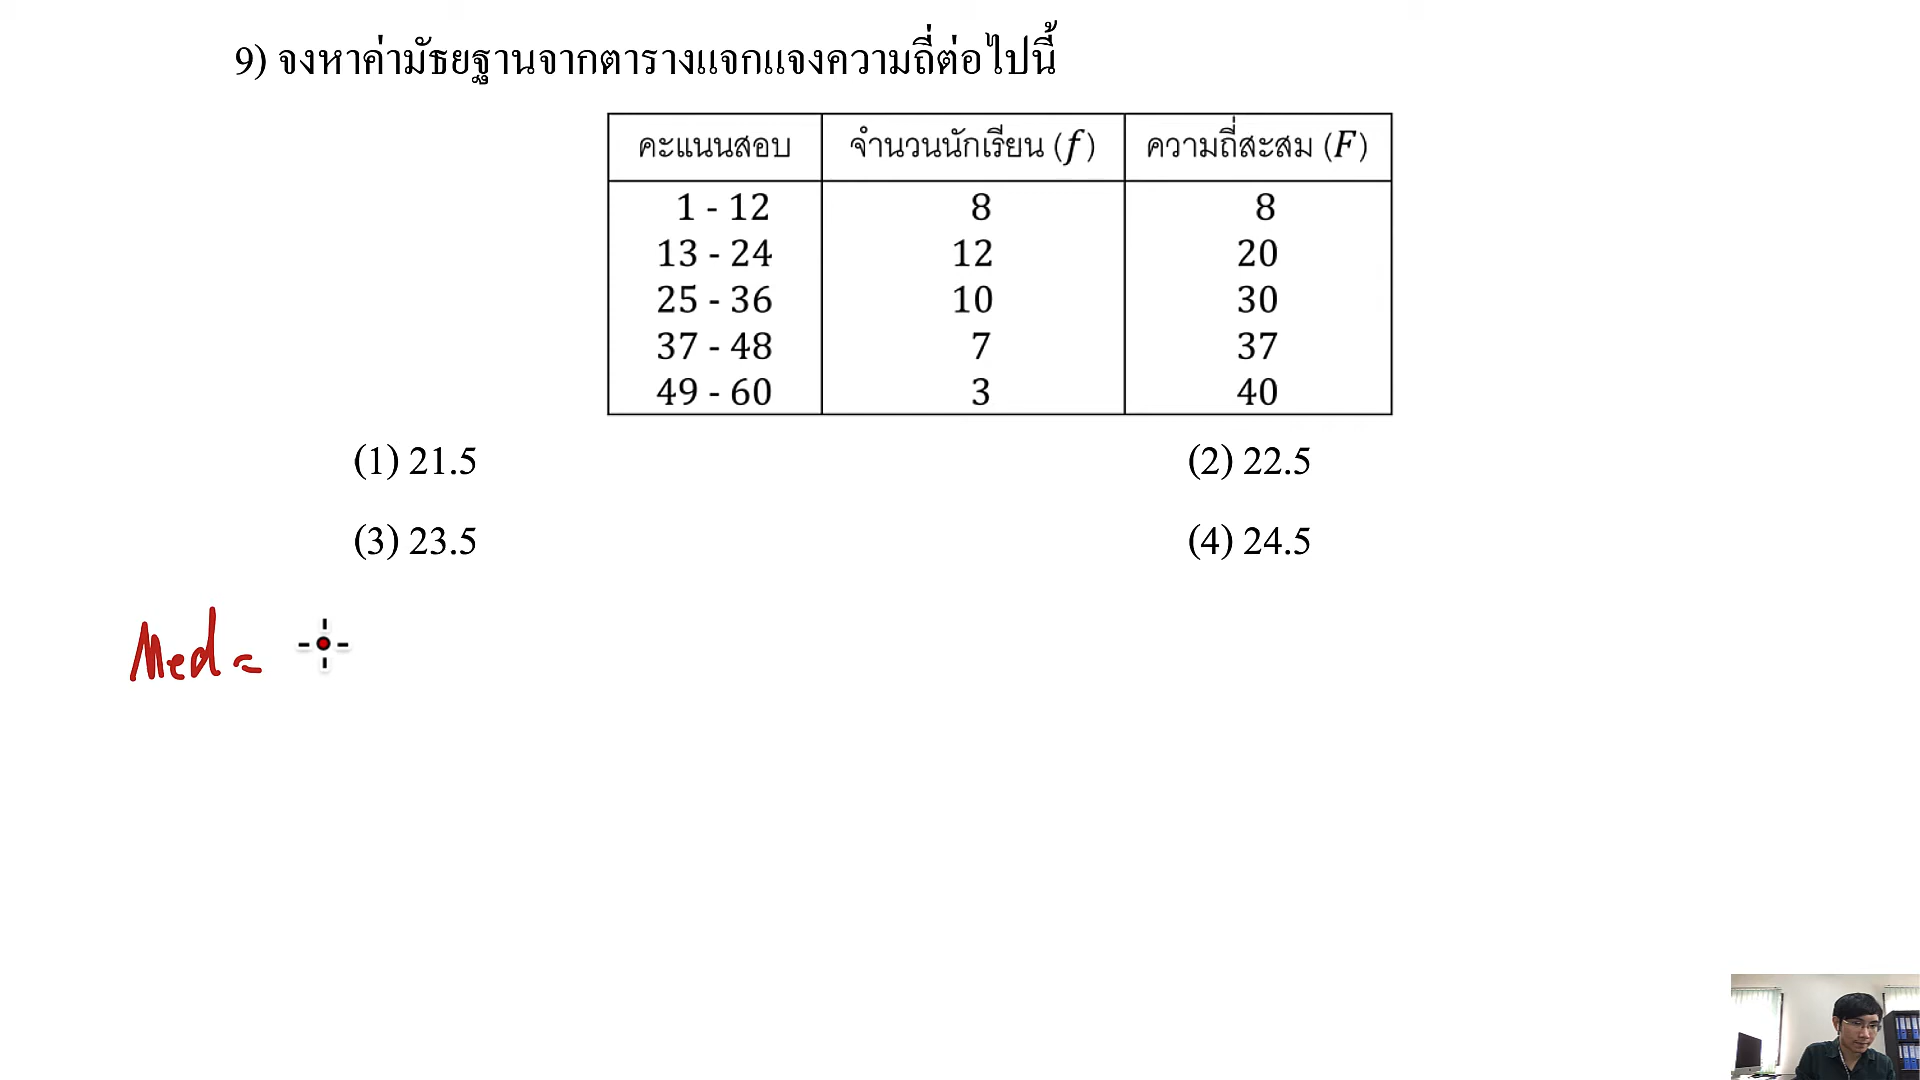 9) จงหาค่ามัธยฐานจากตารางแจกแจงความถี่ต่อไปนี้
คะแนนสอบ จำนวนนักเรียน (f) ความถี่สะสม (F)
1 - 12 8 8
13 - 24 12 20
25 - 36 10 30
37 - 48 7 37
49 - 60 3 40
(1) 21.5 (2) 22.5
(3) 23.5 (4) 24.5
Med =